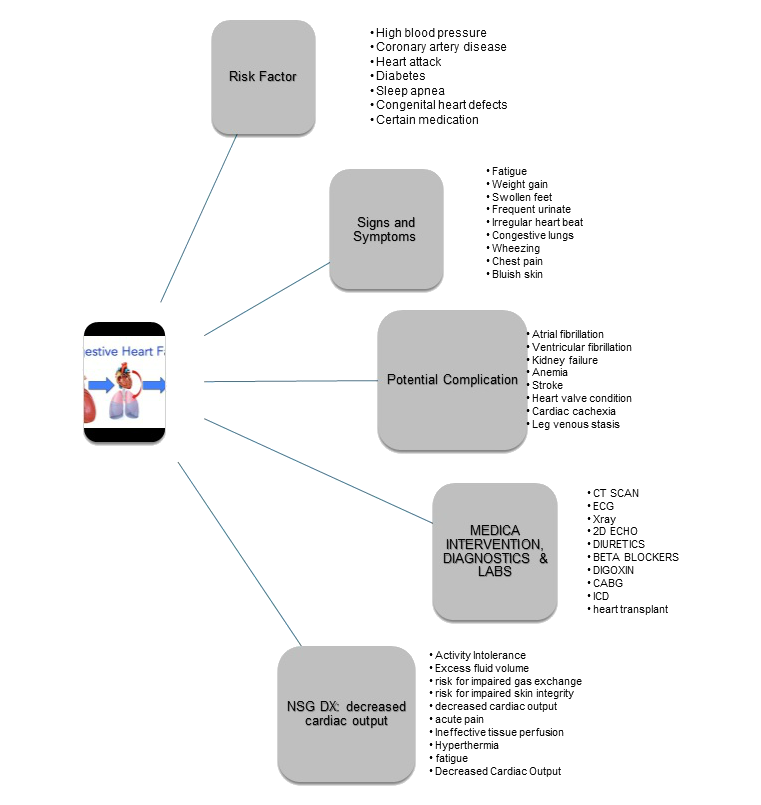 Risk Factor
• High blood pressure
• Coronary artery disease
• Heart attack
• Diabetes
• Sleep apnea
• Congenital heart defects
• Certain medication
Signs and
Symptoms
• Fatigue
• Weight gain
• Swollen feet
• Frequent urinate
• Irregular heart beat
• Congestive lungs
• Wheezing
• Chest pain
• Bluish skin
gestive Heart Fa
Potential Complication
• Atrial fibrillation
• Ventricular fibrillation
• Kidney failure
• Anemia
• Stroke
• Heart valve condition
• Cardiac cachexia
• Leg venous stasis
MEDICA
INTERVENTION,
DIAGNOSTICS &
LABS
• CT SCAN
• ECG
• Xray
• 2D ECHO
• DIURETICS
• BETA BLOCKERS
• DIGOXIN
• CABG
• ICD
• heart transplant
NSG DX: decreased
cardiac output
• Activity Intolerance
• Excess fluid volume
• risk for impaired gas exchange
• risk for impaired skin integrity
• decreased cardiac output
• acute pain
• Ineffective tissue perfusion
• Hyperthermia
• fatigue
• Decreased Cardiac Output